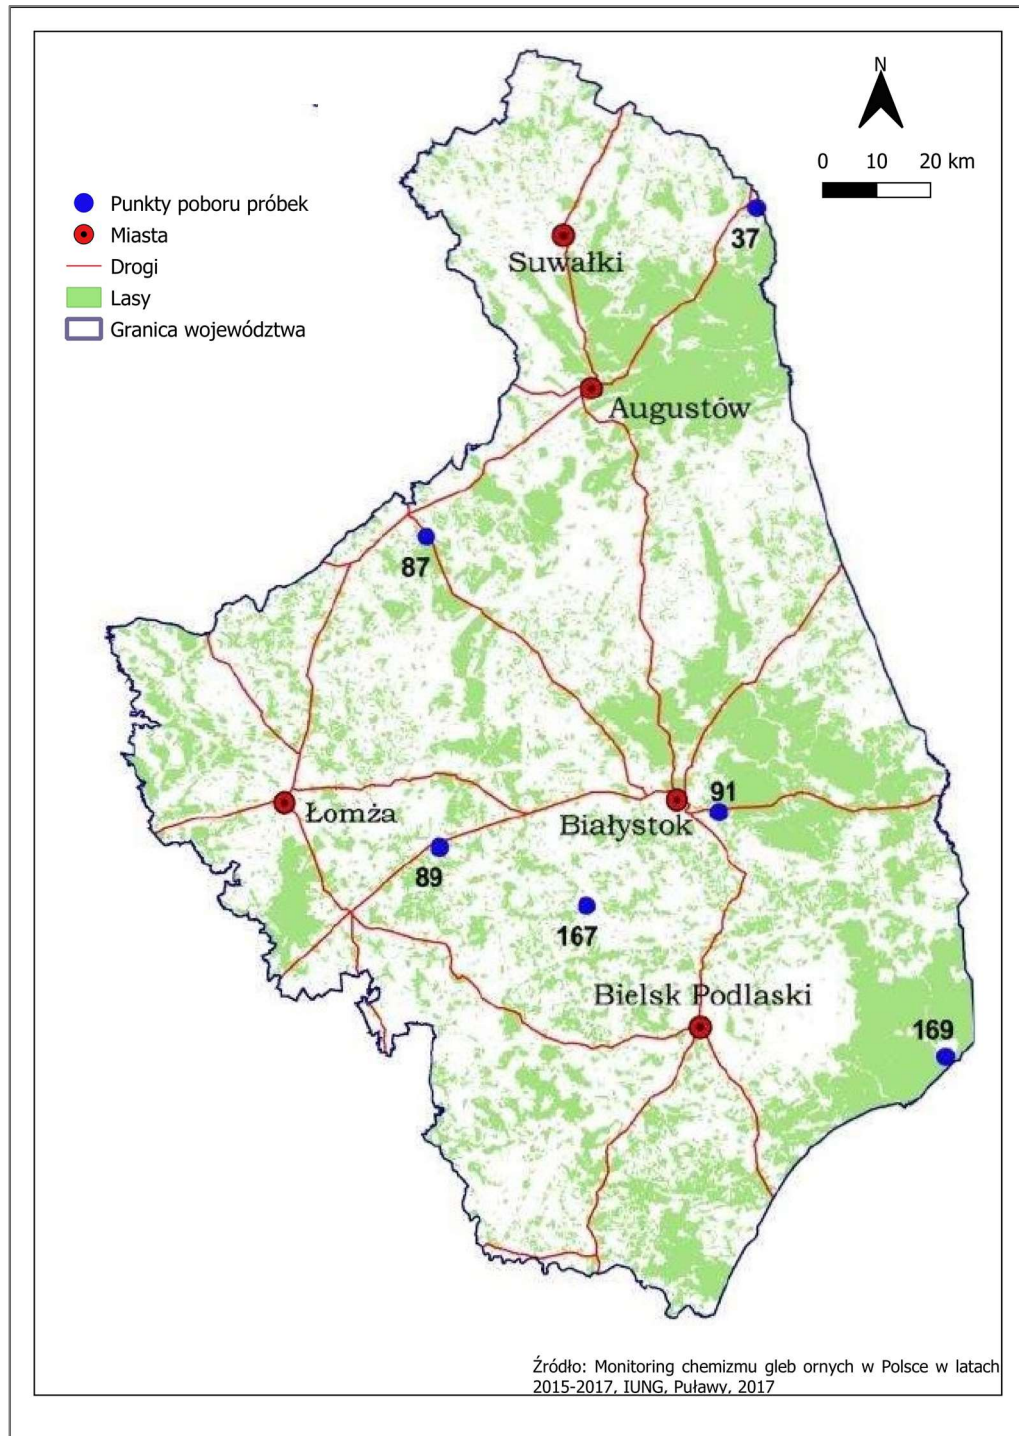 N
0 10 20 km
Punkty poboru próbek
Miasta
Drogi
Lasy
Granica województwa
37
Suwałki
Augustów
87
91
Łomża
Białystok
89
167
Bielsk Podlaski
169
Źródło: Monitoring chemizmu gleb ornych w Polsce w latach
2015-2017, IUNG, Puławy, 2017